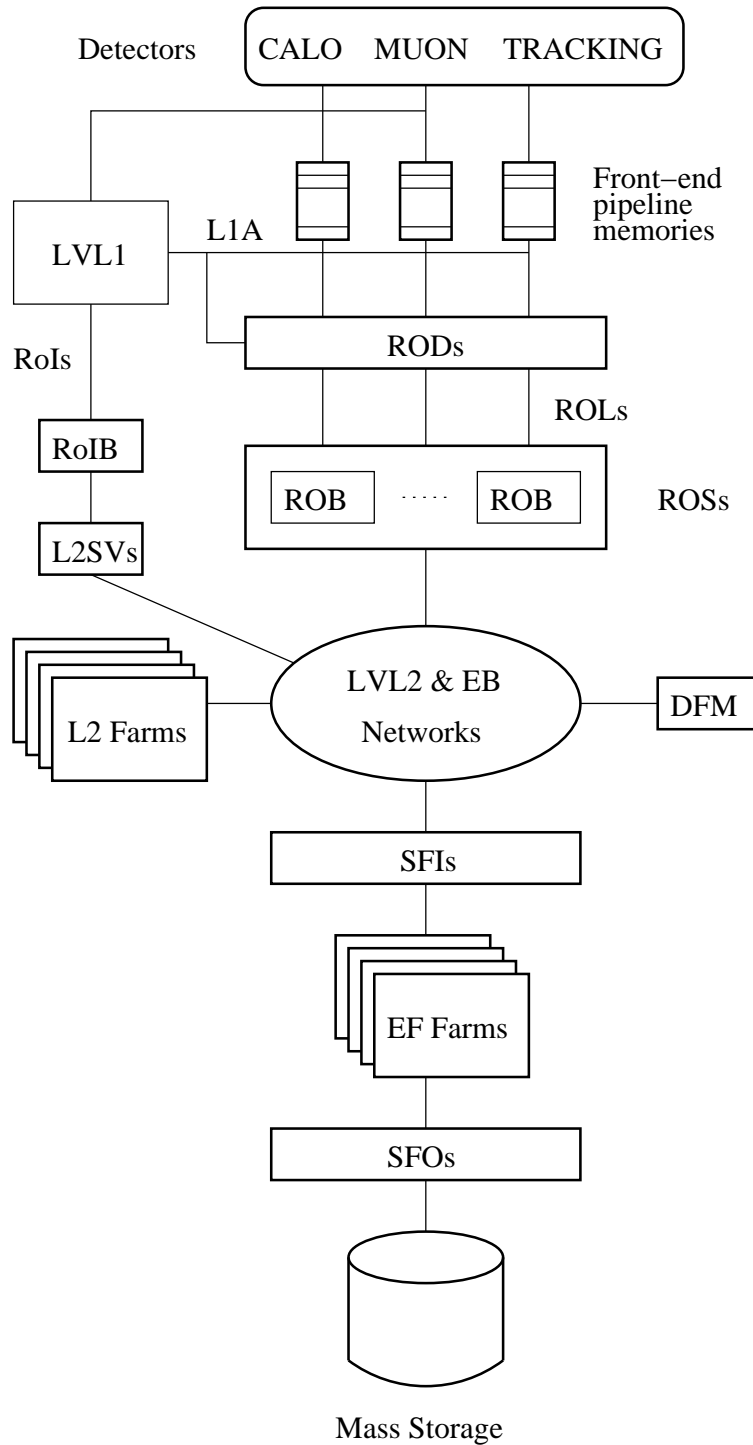 Detectors CALO MUON TRACKING
Front−end
pipeline
memories
L1A
LVL1
RODs
RoIs
ROLs
RoIB
ROB ..... ROB
ROSs
L2SVs
LVL2 & EB
Networks
L2 Farms
DFM
SFIs
EF Farms
SFOs
Mass Storage